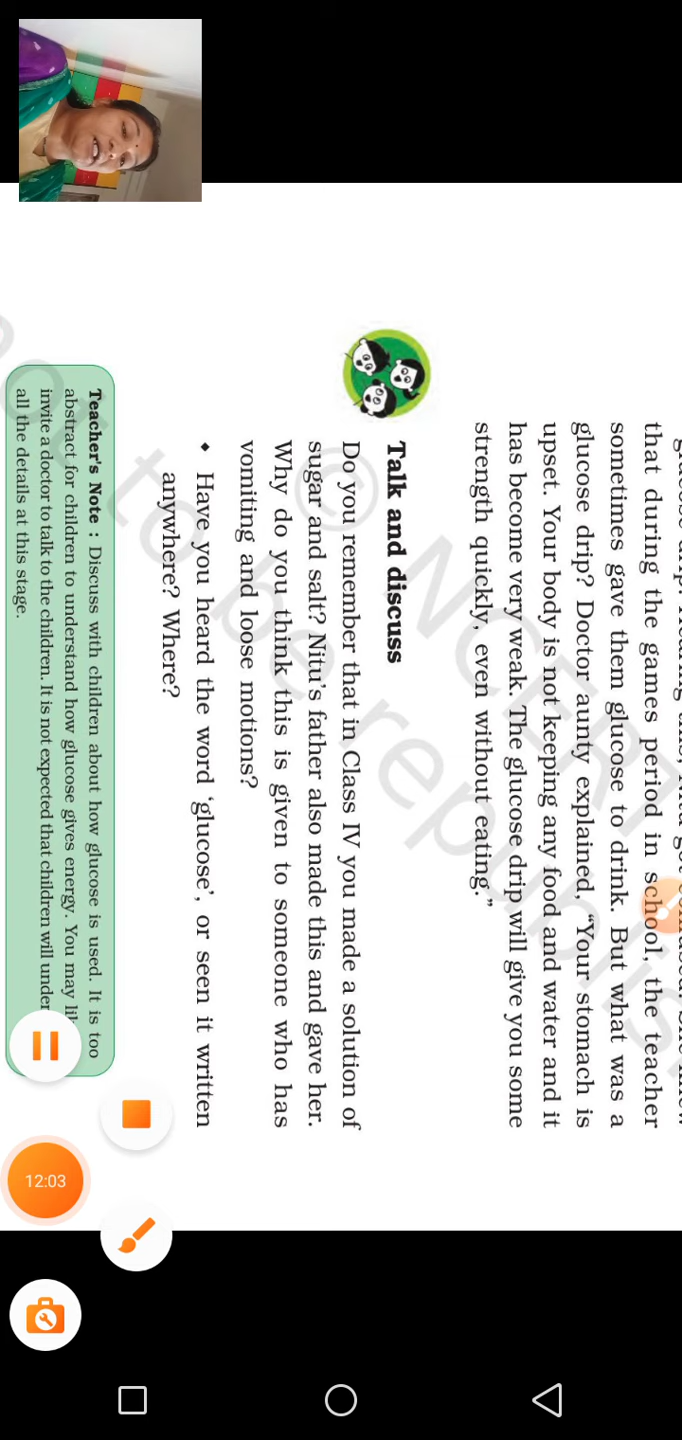 that during the games period in school, the teacher
sometimes gave them glucose to drink. But what was a
glucose drip? Doctor aunty explained, “Your stomach is
upset. Your body is not keeping any food and water and it
has become very weak. The glucose drip will give you some
strength quickly, even without eating.”
Talk and discuss
Do you remember that in Class IV you made a solution of
sugar and salt? Nitu’s father also made this and gave her.
Why do you think this is given to someone who has
vomiting and loose motions?
◆ Have you heard the word ‘glucose’, or seen it written
anywhere? Where?
Teacher’s Note : Discuss with children about how glucose is used. It is too
abstract for children to understand how glucose gives energy. You may
invite a doctor to talk to the children. It is not expected that children will
all the details at this stage.
© NCERT
not to be republish
12:03